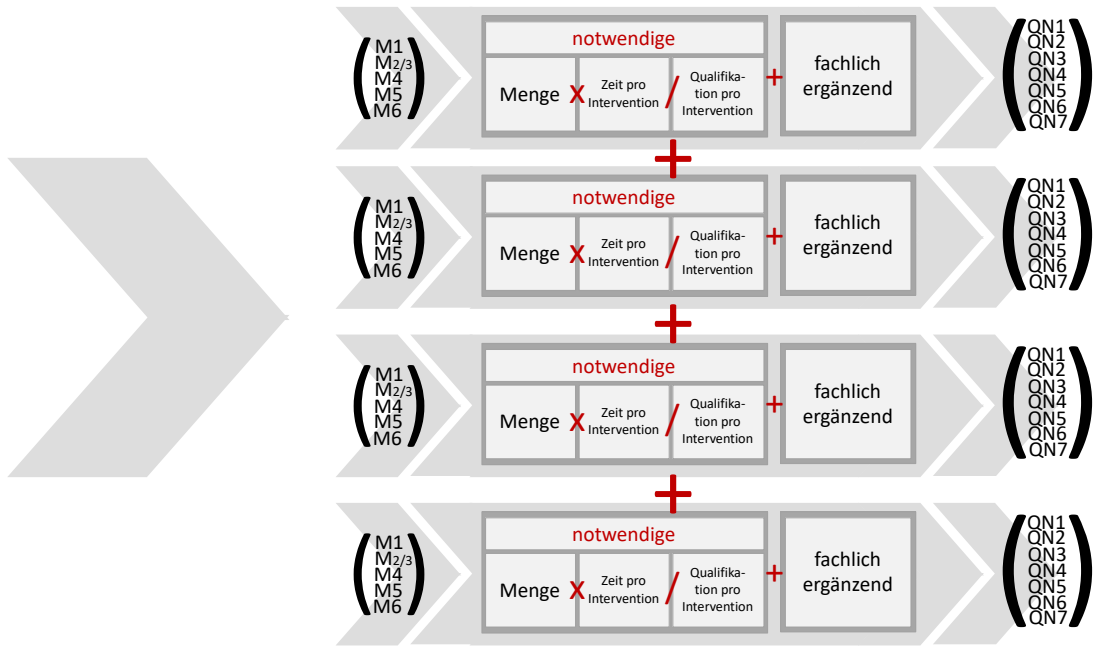 M1
M2/3
M4
M5
M6
notwendige
Menge x Zeit pro Intervention / Qualifika-
tion pro
Intervention
+
fachlich
ergänzend
QN1
QN2
QN3
QN4
QN5
QN6
QN7
+
M1
M2/3
M4
M5
M6
notwendige
Menge x Zeit pro Intervention / Qualifika-
tion pro
Intervention
+
fachlich
ergänzend
QN1
QN2
QN3
QN4
QN5
QN6
QN7
+
M1
M2/3
M4
M5
M6
notwendige
Menge x Zeit pro Intervention / Qualifika-
tion pro
Intervention
+
fachlich
ergänzend
QN1
QN2
QN3
QN4
QN5
QN6
QN7
+
M1
M2/3
M4
M5
M6
notwendige
Menge x Zeit pro Intervention / Qualifika-
tion pro
Intervention
+
fachlich
ergänzend
QN1
QN2
QN3
QN4
QN5
QN6
QN7